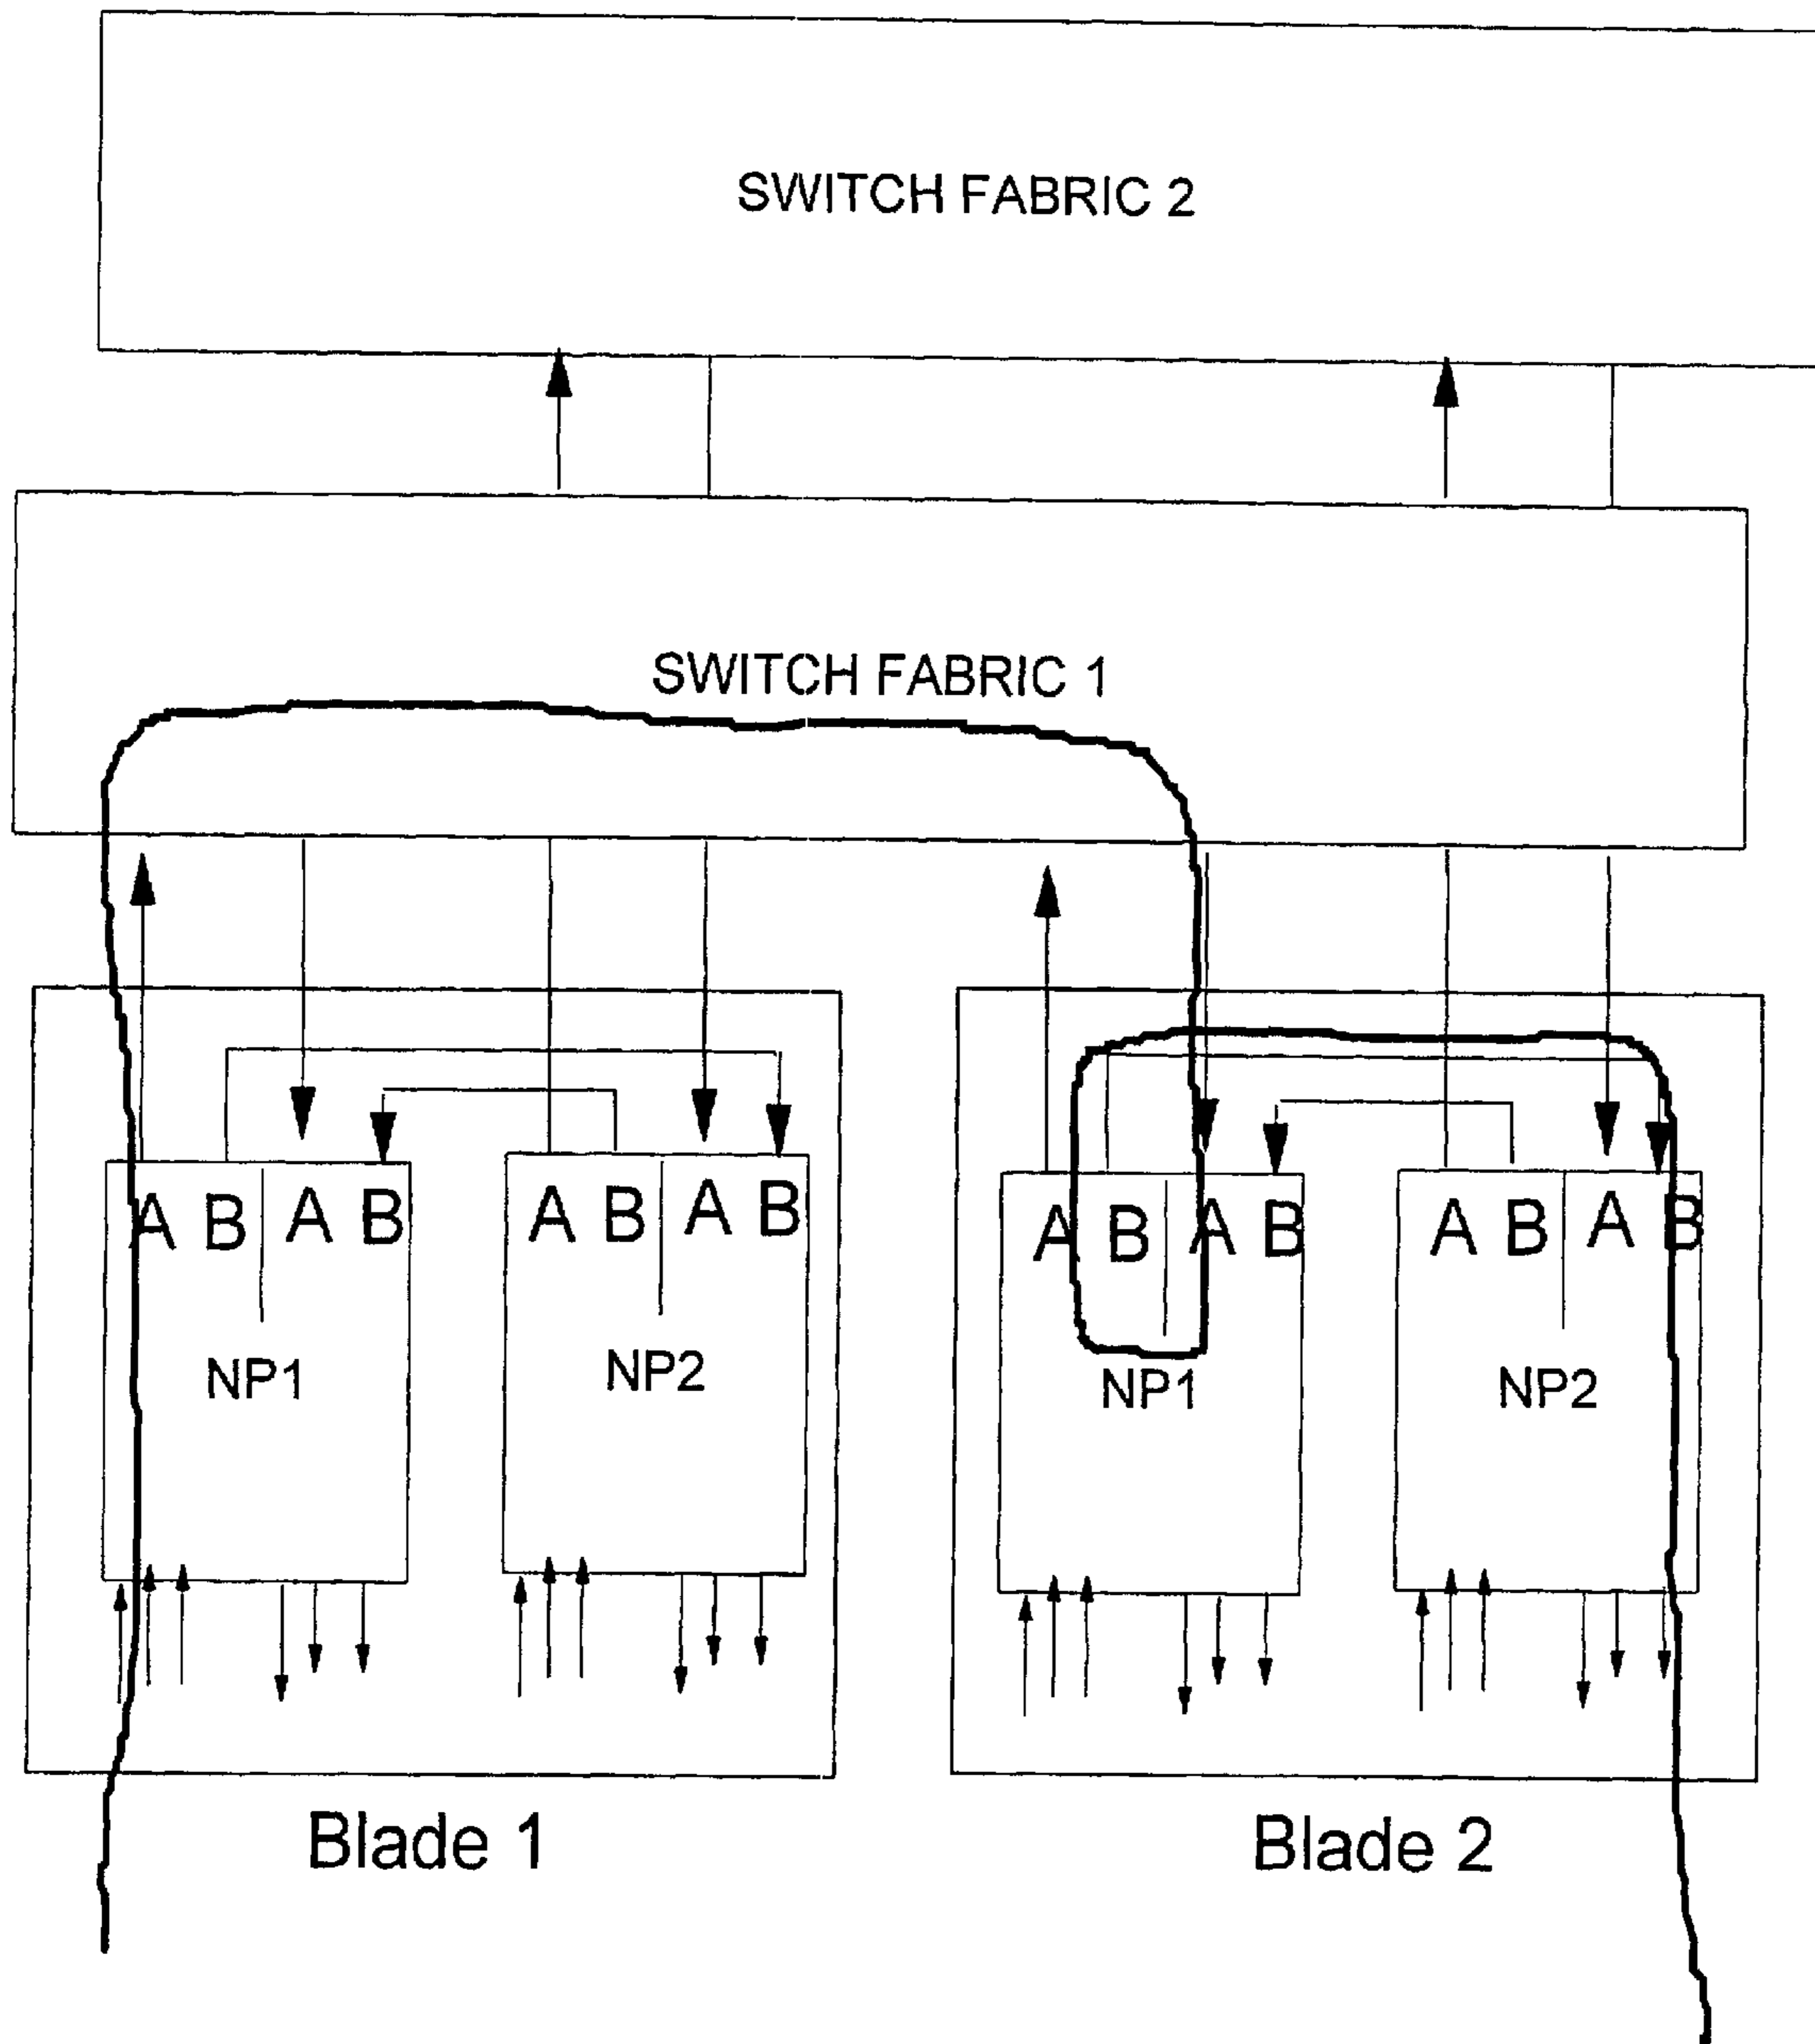 SWITCH FABRIC 2
SWITCH FABRIC 1
A B A B
A B A B
A B A B
A B A B
NP1
NP2
NP1
NP2
Blade 1
Blade 2